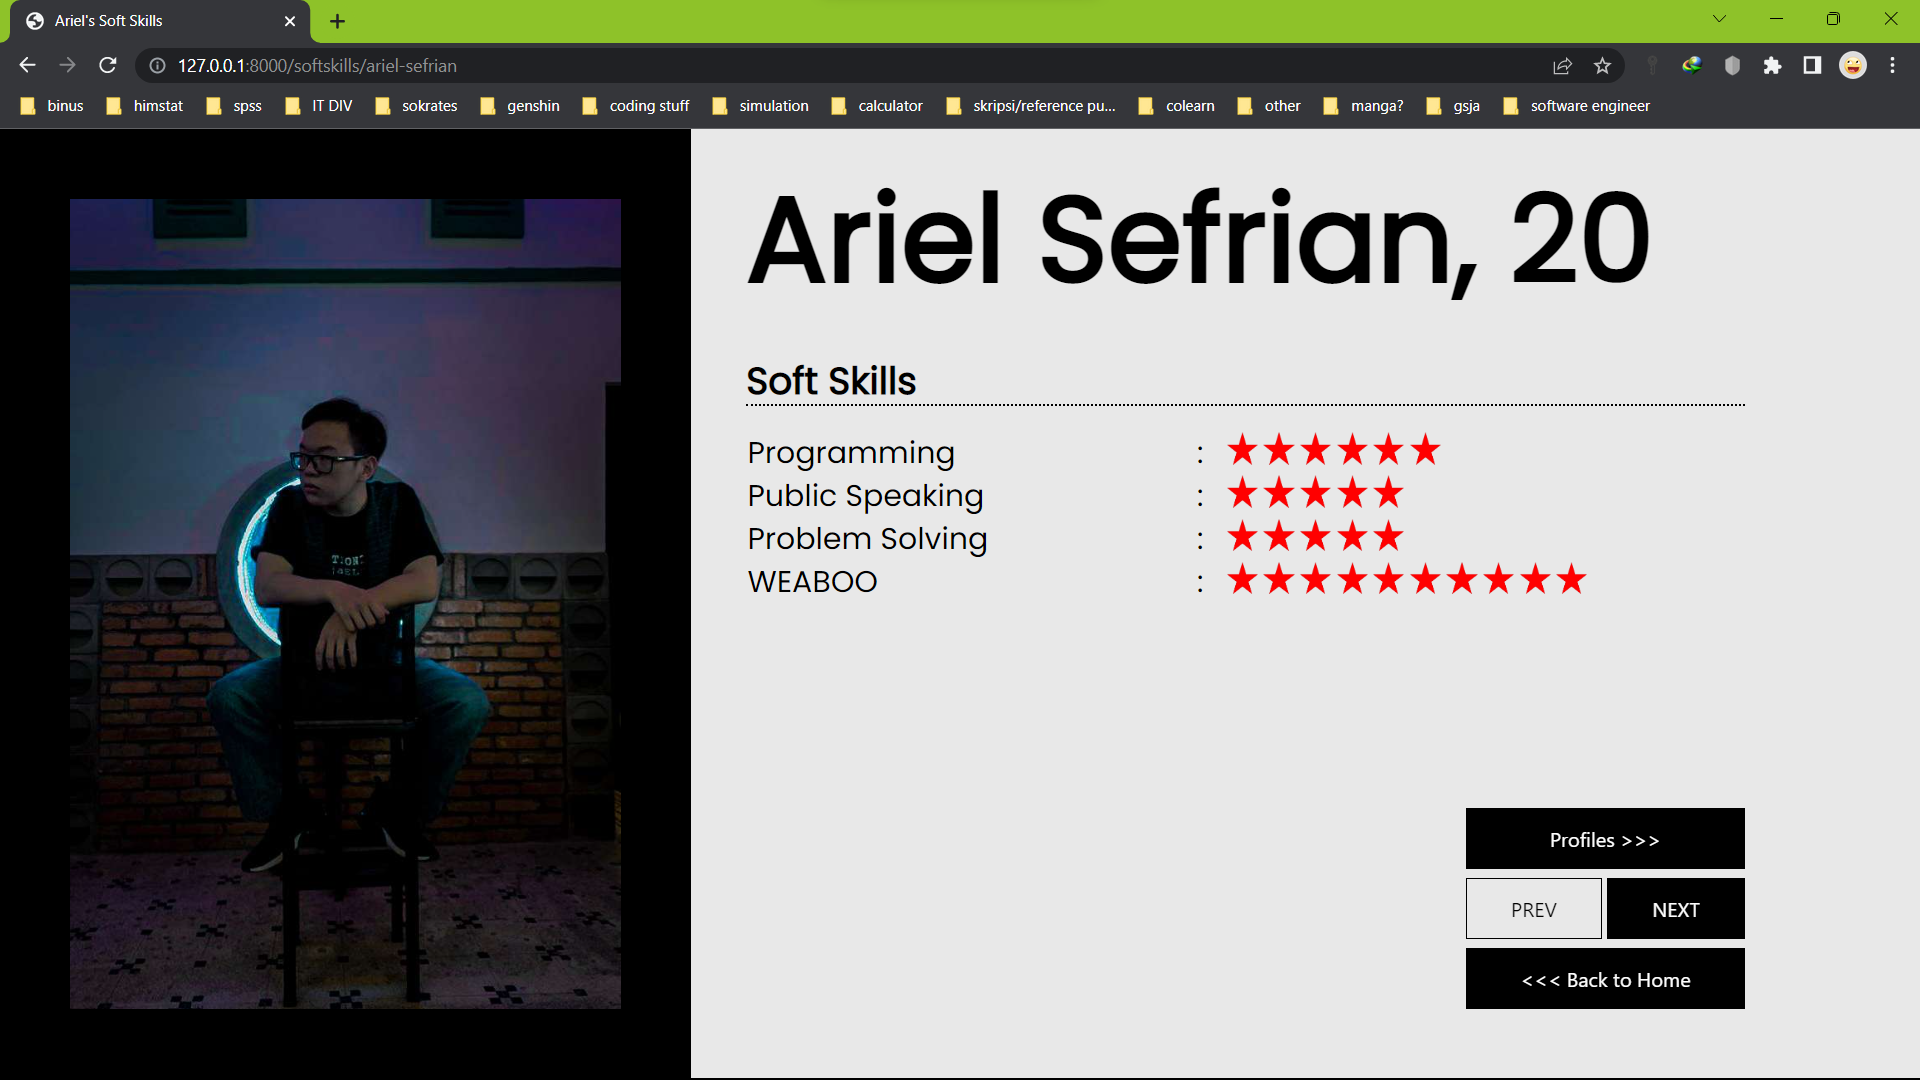 Ariel's Soft Skills
127.0.0.1:8000/softskills/ariel-sefrian
binus himstat spss IT DIV sokrates genshin coding stuff simulation calculator skripsi/reference pu... colearn other manga? gsja software engineer
Ariel Sefrian, 20
Soft Skills
Programming : ★★★★★★
Public Speaking : ★★★★★
Problem Solving : ★★★★★
WEABOO : ★★★★★★★★★★
Profiles >>>
PREV NEXT
<<< Back to Home